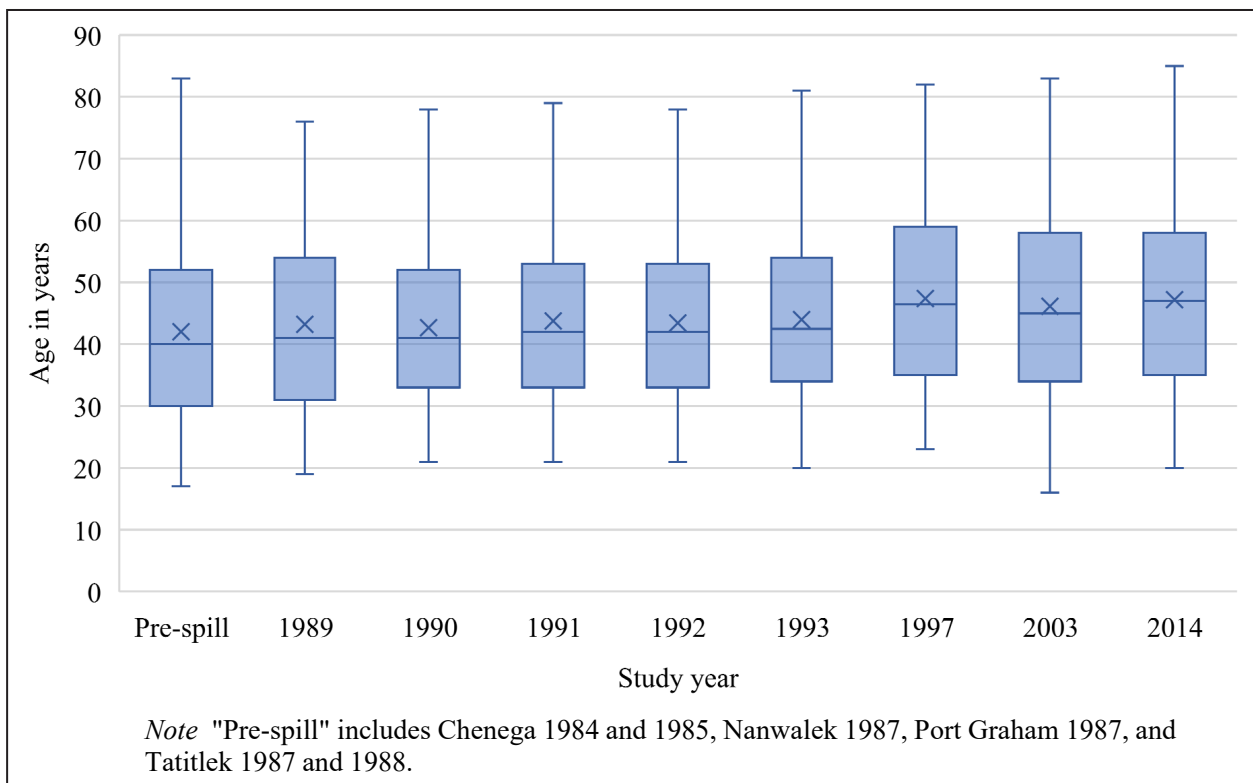 90
80
70
60
50
40
30
20
10
0
Age in years
Pre-spill 1989 1990 1991 1992 1993 1997 2003 2014
Study year
Note "Pre-spill" includes Chenega 1984 and 1985, Nanwalek 1987, Port Graham 1987, and
Tatitlek 1987 and 1988.